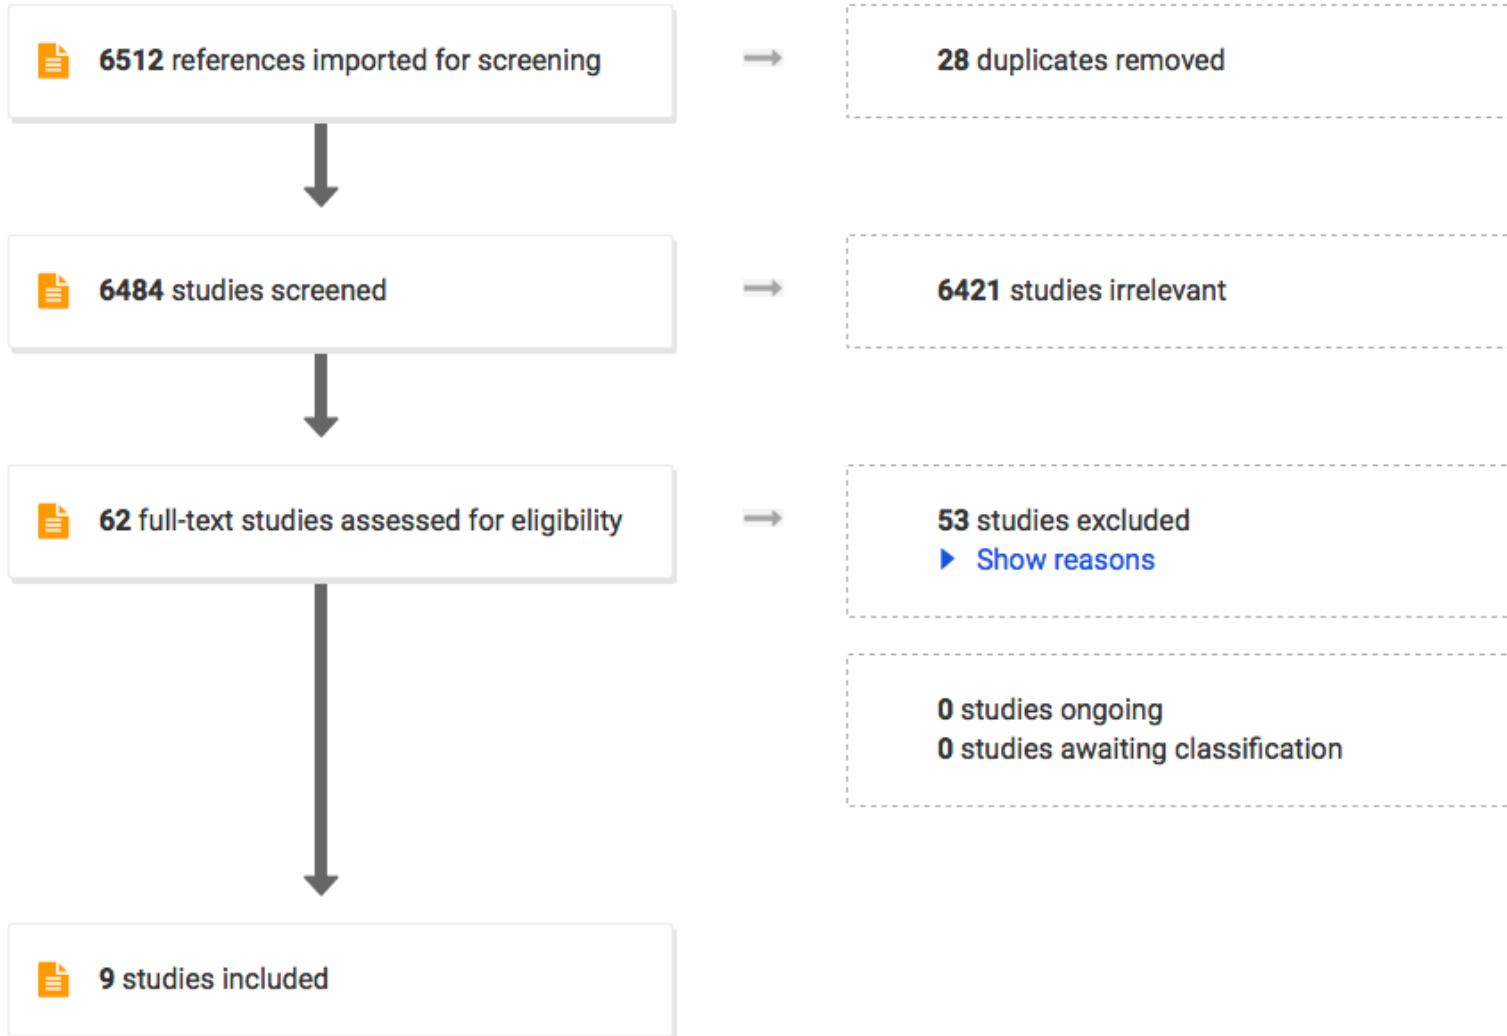 6512 references imported for screening
28 duplicates removed
6484 studies screened
6421 studies irrelevant
62 full-text studies assessed for eligibility
53 studies excluded
Show reasons
0 studies ongoing
0 studies awaiting classification
9 studies included